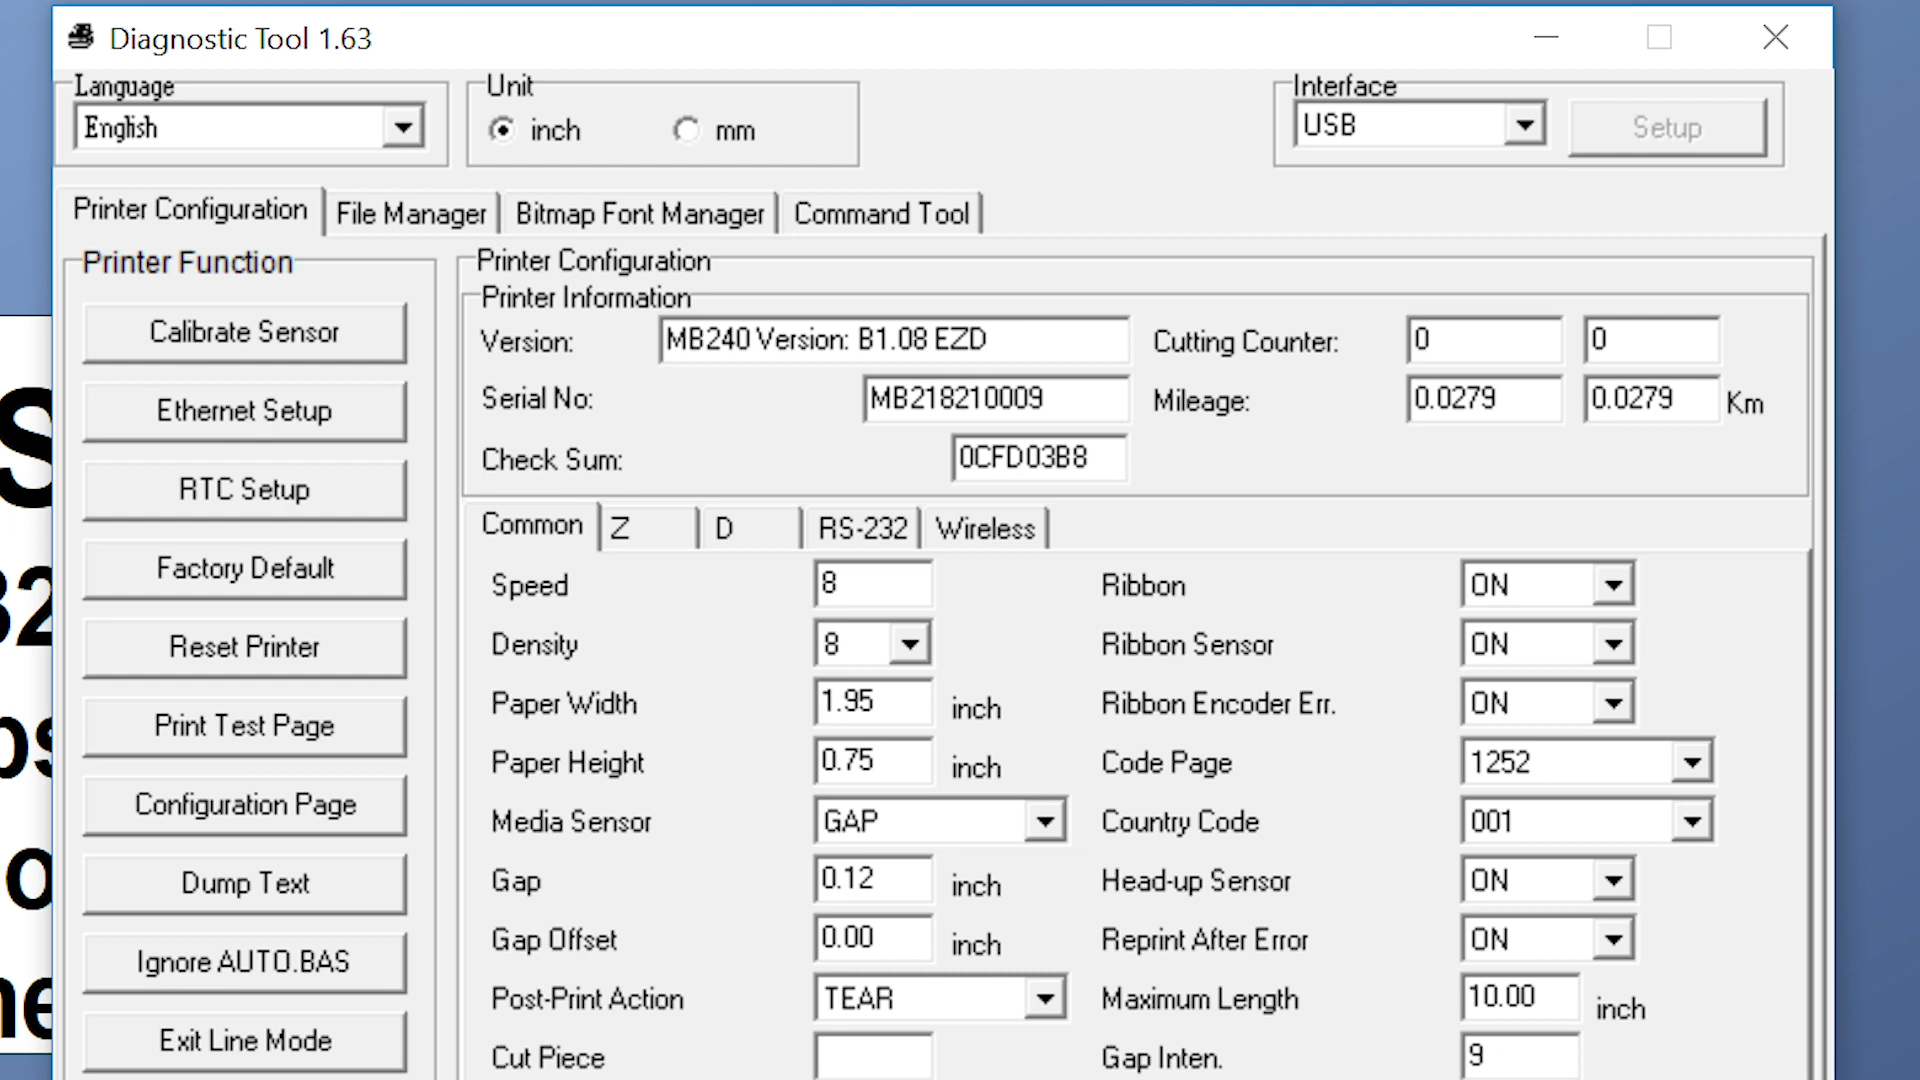 Diagnostic Tool 1.63
Language
English
Unit
inch
mm
Interface
USB
Setup
Printer Configuration
File Manager
Bitmap Font Manager
Command Tool
Printer Function
Calibrate Sensor
Ethernet Setup
RTC Setup
Factory Default
Reset Printer
Print Test Page
Configuration Page
Dump Text
Ignore AUTO.BAS
Exit Line Mode
Printer Configuration
Printer Information
Version: MB240 Version: B1.08 EZD
Serial No: MB218210009
Check Sum: 0CFD03B8
Cutting Counter: 0 0
Mileage: 0.0279 0.0279 Km
Common Z D RS-232 Wireless
Speed 8
Density 8
Paper Width 1.95 inch
Paper Height 0.75 inch
Media Sensor GAP
Gap 0.12 inch
Gap Offset 0.00 inch
Post-Print Action TEAR
Cut Piece
Ribbon ON
Ribbon Sensor ON
Ribbon Encoder Err. ON
Code Page 1252
Country Code 001
Head-up Sensor ON
Reprint After Error ON
Maximum Length 10.00 inch
Gap Inten. 9